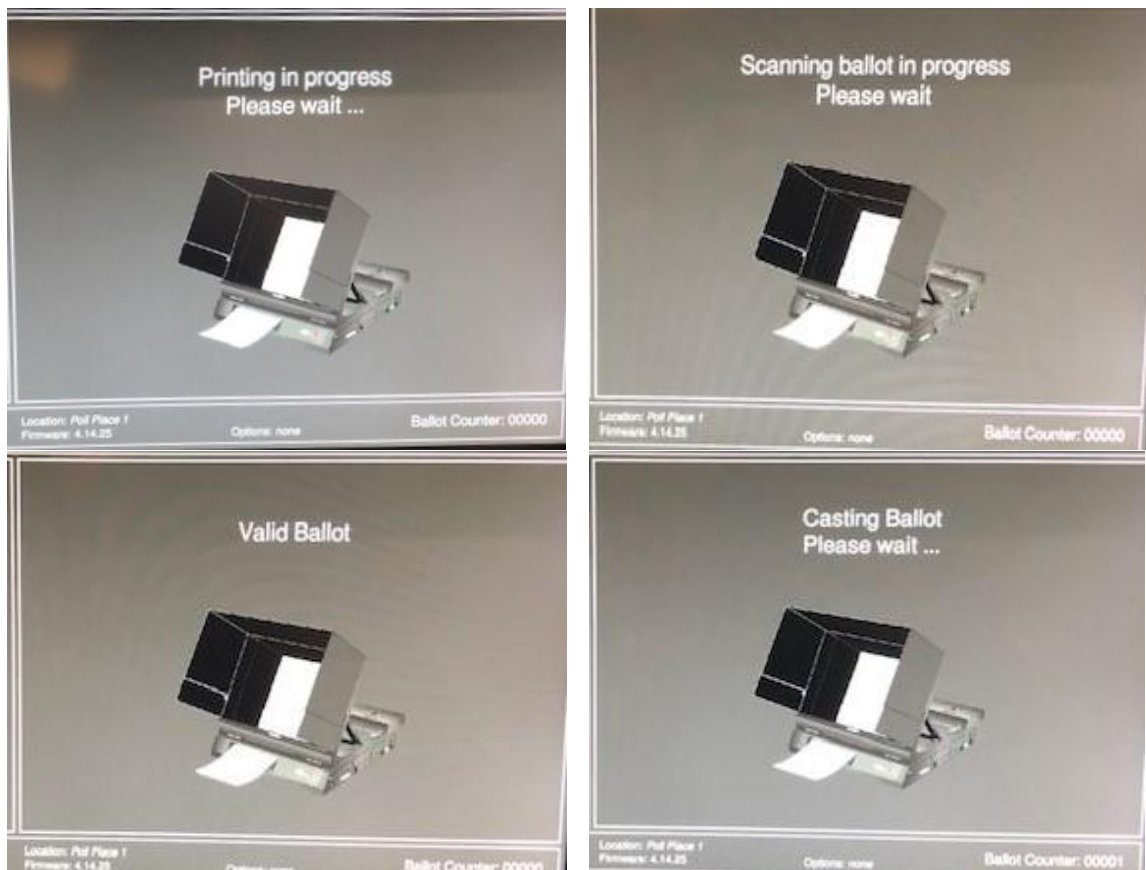 Printing in progress
Please wait ...
Location: Poll Place 1
Firmware: 4.14.25
Options: none
Ballot Counter: 00000
Scanning ballot in progress
Please wait
Location: Poll Place 1
Firmware: 4.14.25
Options: none
Ballot Counter: 00000
Valid Ballot
Location: Poll Place 1
Firmware: 4.14.25
Options: none
Ballot Counter: 00000
Casting Ballot
Please wait ...
Location: Poll Place 1
Firmware: 4.14.25
Options: none
Ballot Counter: 00001